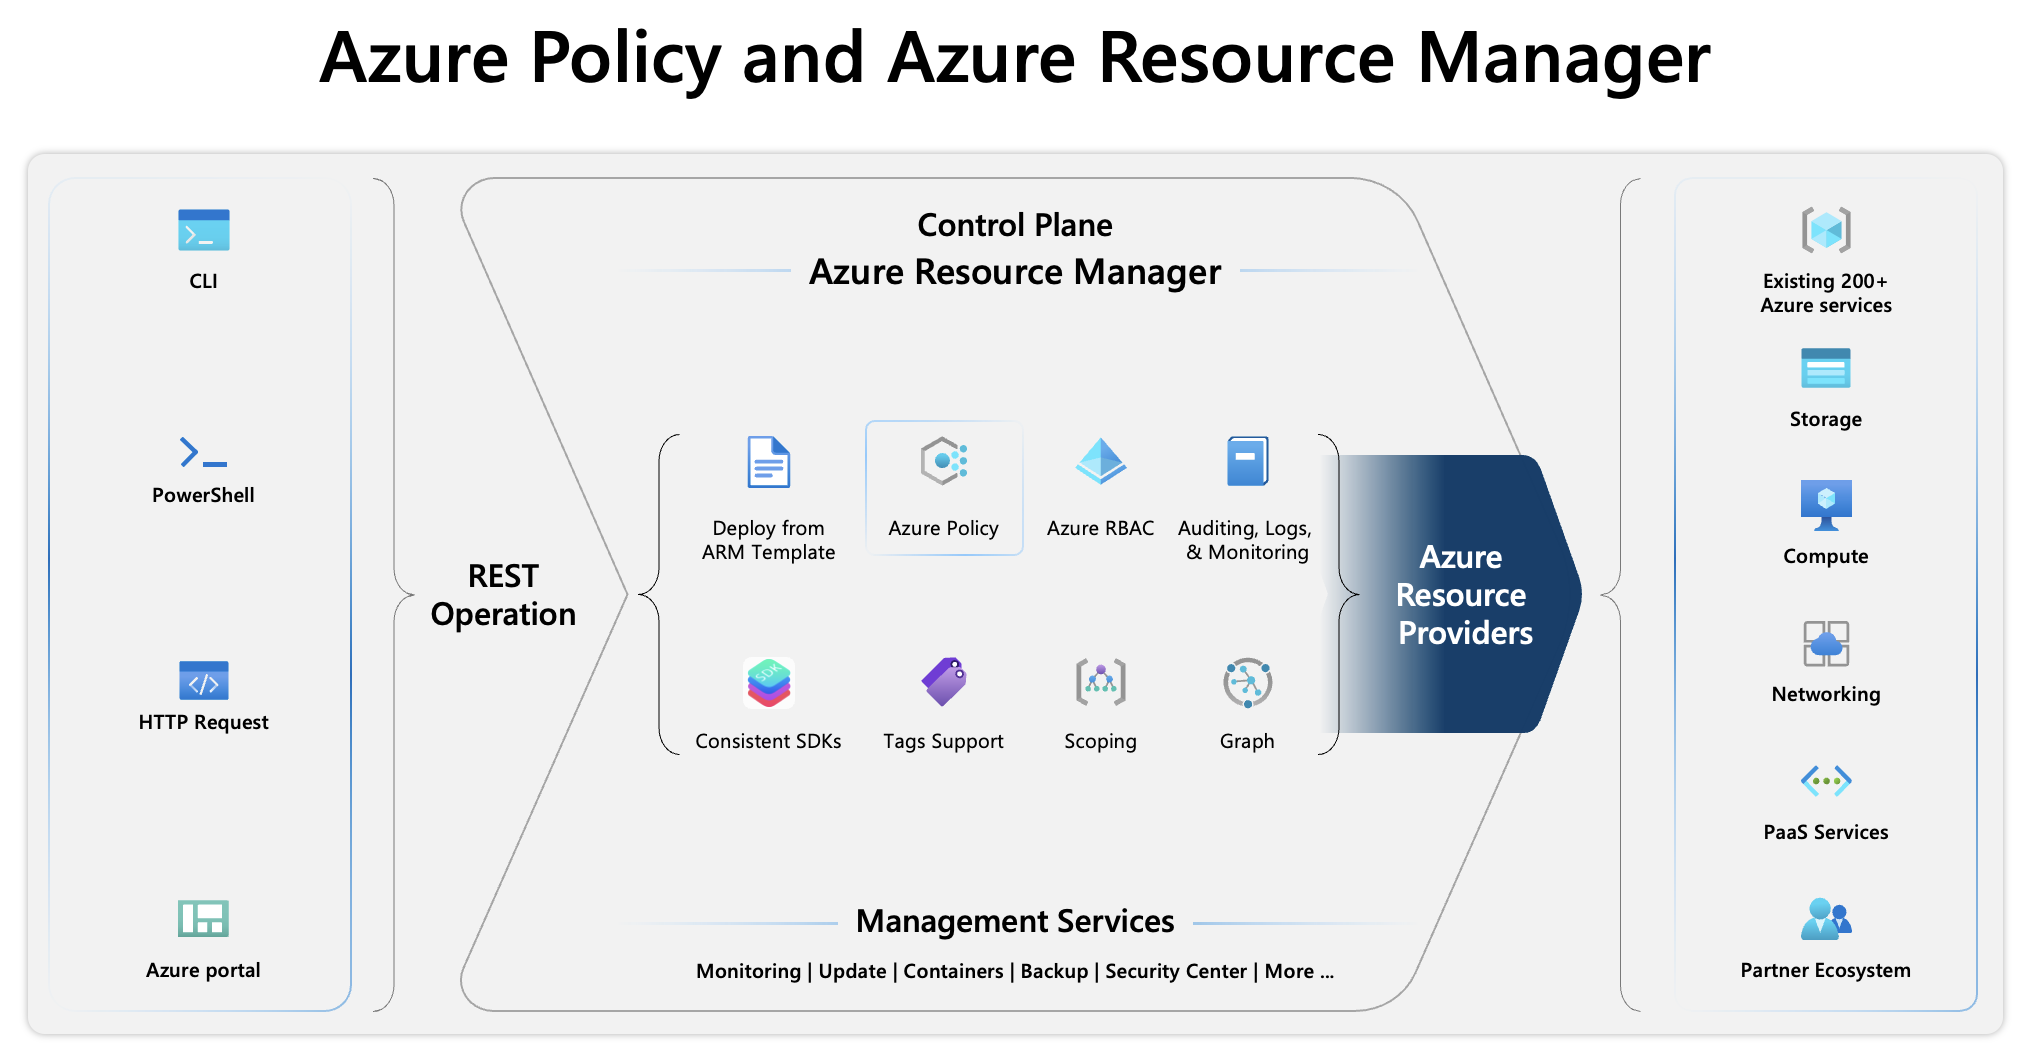 Azure Policy and Azure Resource Manager
CLI
PowerShell
HTTP Request
Azure portal
REST
Operation
Control Plane
Azure Resource Manager
Deploy from
ARM Template
Azure Policy
Azure RBAC
Auditing, Logs,
& Monitoring
SDK
Consistent SDKs
Tags Support
Scoping
Graph
Management Services
Monitoring | Update | Containers | Backup | Security Center | More ...
Azure
Resource
Providers
Existing 200+
Azure services
Storage
Compute
Networking
PaaS Services
Partner Ecosystem